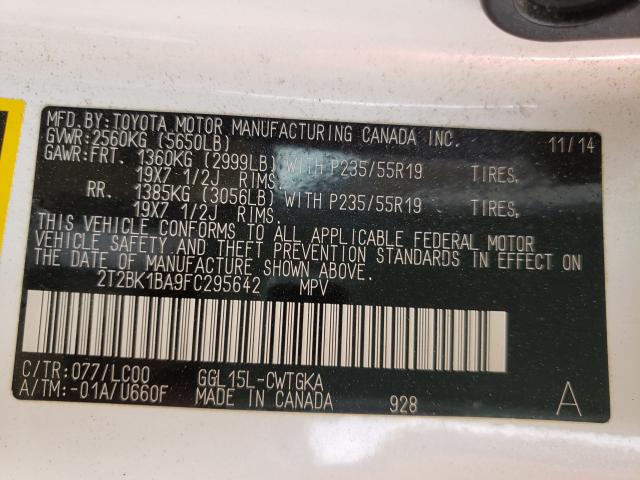 MFD. BY: TOYOTA MOTOR MANUFACTURING CANADA INC. 11/14
GVWR: 2560KG (5650LB)
GAWR: FRT. 1360KG (2999LB) WITH P235/55R19 TIRES,
19X7 1/2J RIMS.
RR. 1385KG (3056LB) WITH P235/55R19 TIRES,
19X7 1/2J RIMS.
THIS VEHICLE CONFORMS TO ALL APPLICABLE FEDERAL MOTOR
VEHICLE SAFETY AND THEFT PREVENTION STANDARDS IN EFFECT ON
THE DATE OF MANUFACTURE SHOWN ABOVE.
2T2BK1BA9FC295642 MPV
C/TR: 077/LC00 GGL15L-CWTGKA
A/TM: -01A/U660F MADE IN CANADA 928 A